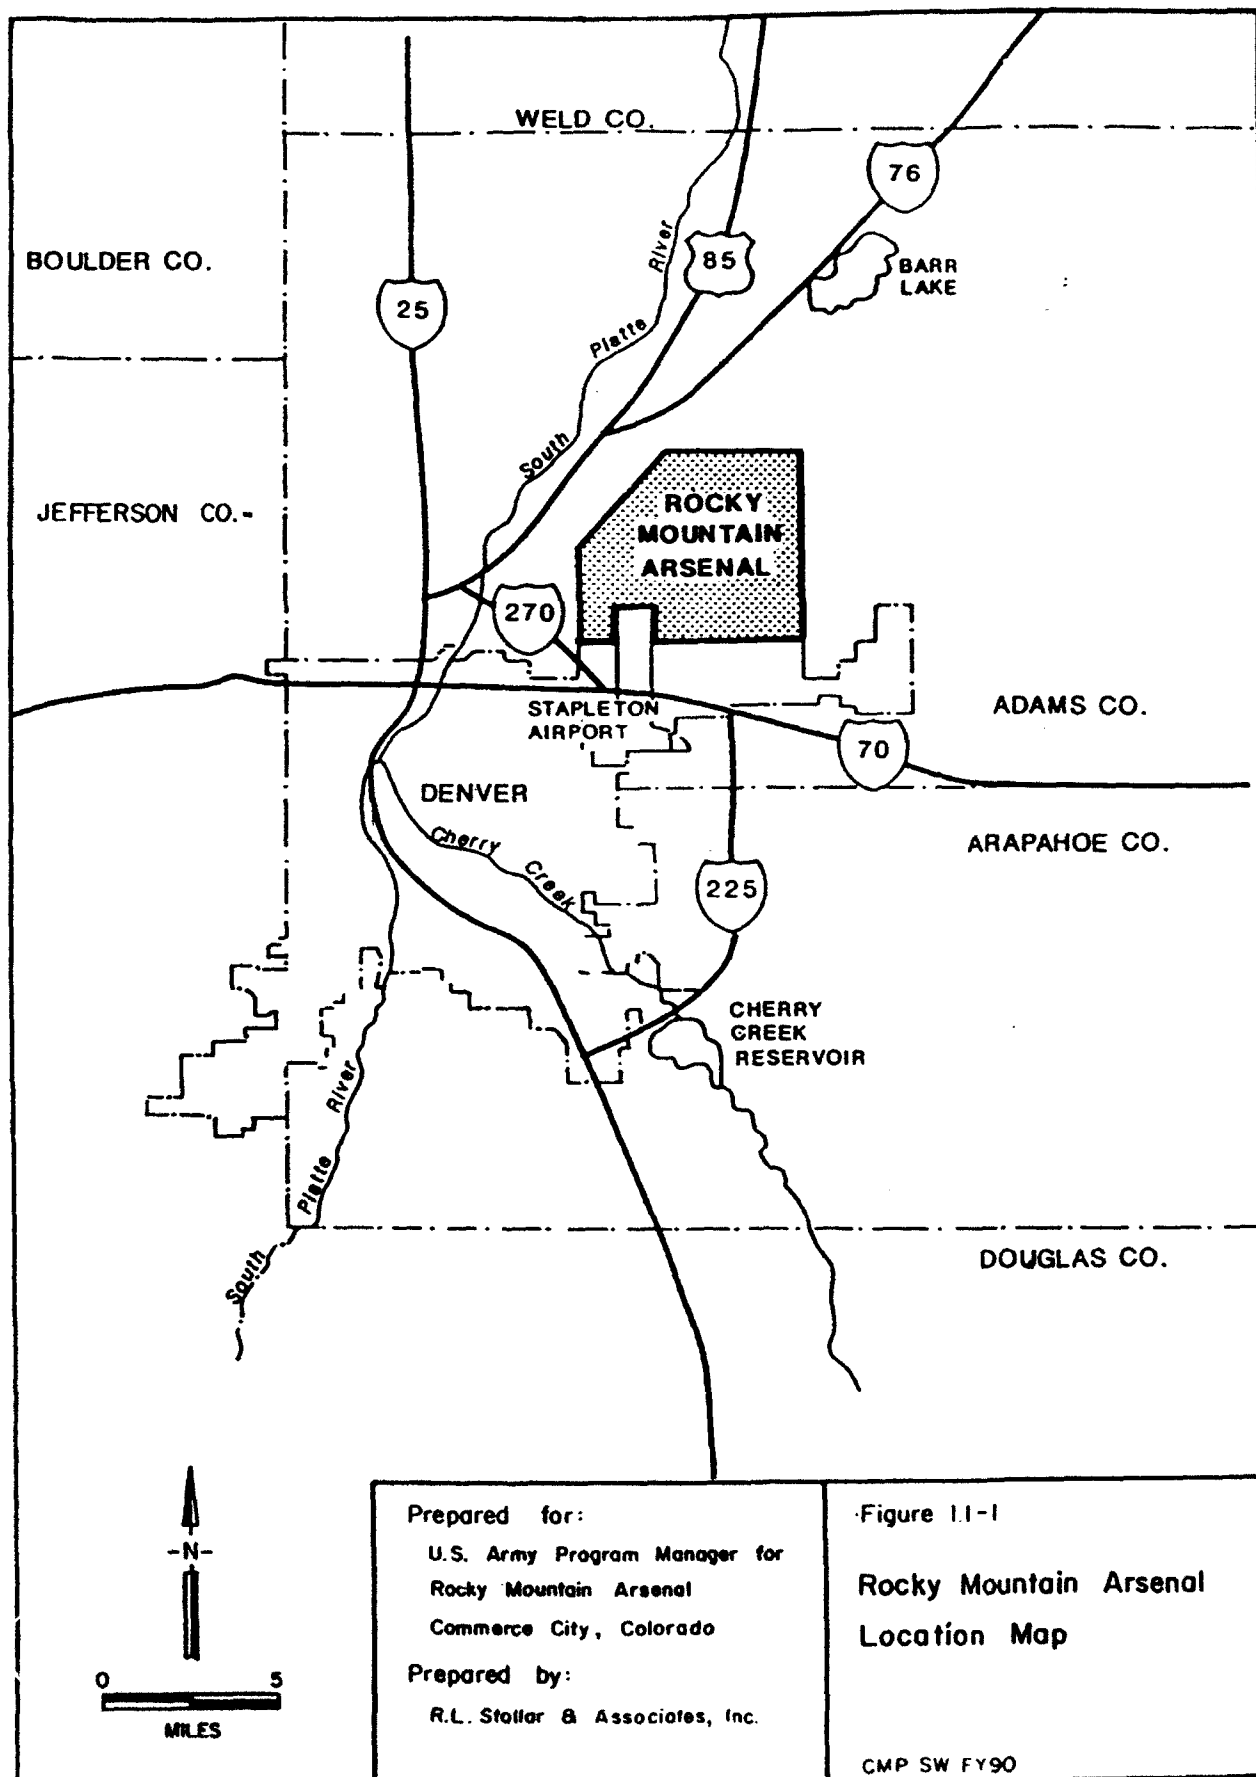 WELD CO.
76
River
85
BOULDER CO.
BARR
LAKE
25
Platte
South
JEFFERSON CO.-
ROCKY
MOUNTAIN
ARSENAL
270
ADAMS CO.
STAPLETON
AIRPORT
70
DENVER
Cherry
Creek
ARAPAHOE CO.
225
CHERRY
CREEK
RESERVOIR
River
Platte
South
DOUGLAS CO.
-N-
0 5
MILES
Prepared for:
U.S. Army Program Manager for
Rocky Mountain Arsenal
Commerce City, Colorado
Prepared by:
R.L. Stollar & Associates, Inc.
Figure 1.1-1
Rocky Mountain Arsenal
Location Map
CMP SW FY90